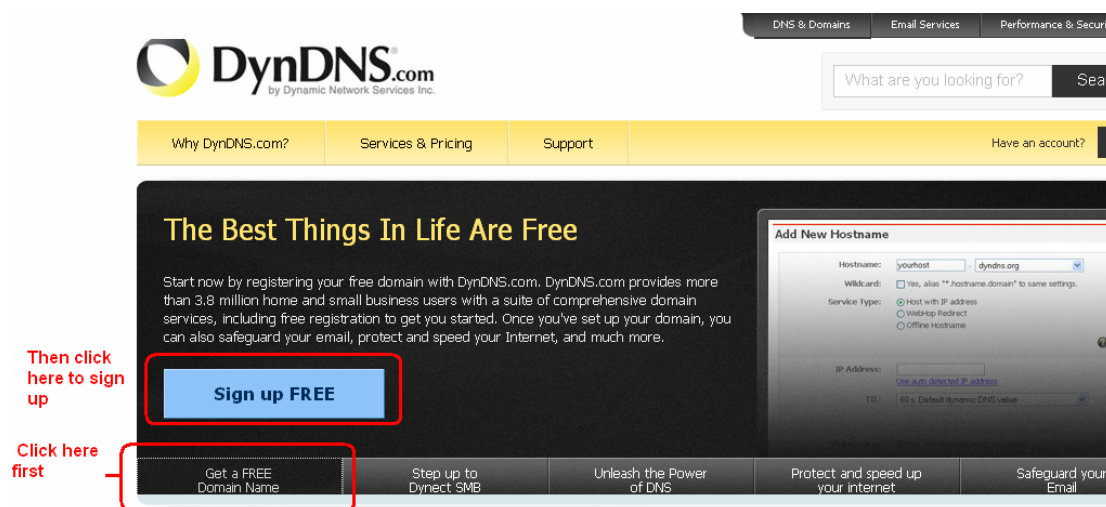 DNS & Domains
Email Services
Performance & Securi
DynDNS.com
by Dynamic Network Services Inc.
What are you looking for?
Sea
Why DynDNS.com?
Services & Pricing
Support
Have an account?
The Best Things In Life Are Free
Start now by registering your free domain with DynDNS.com. DynDNS.com provides more
than 3.8 million home and small business users with a suite of comprehensive domain
services, including free registration to get you started. Once you've set up your domain, you
can also safeguard your email, protect and speed your Internet, and much more.
Add New Hostname
Hostname: yourhost . dyndns.org
Wildcard: Yes, alias "*.hostname.domain" to same settings.
Service Type: Host with IP address
WebHop Redirect
Offline Hostname
IP Address:
Use auto detected IP address
TTL: 60 s. Default dynamic DNS value
Then click
here to sign
up
Sign up FREE
Click here
first
Get a FREE
Domain Name
Step up to
Dynect SMB
Unleash the Power
of DNS
Protect and speed up
your internet
Safeguard your
Email